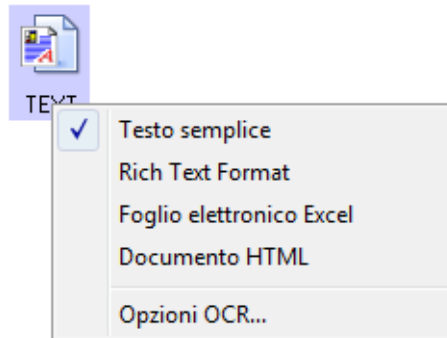 TEXT
Testo semplice
Rich Text Format
Foglio elettronico Excel
Documento HTML
Opzioni OCR...